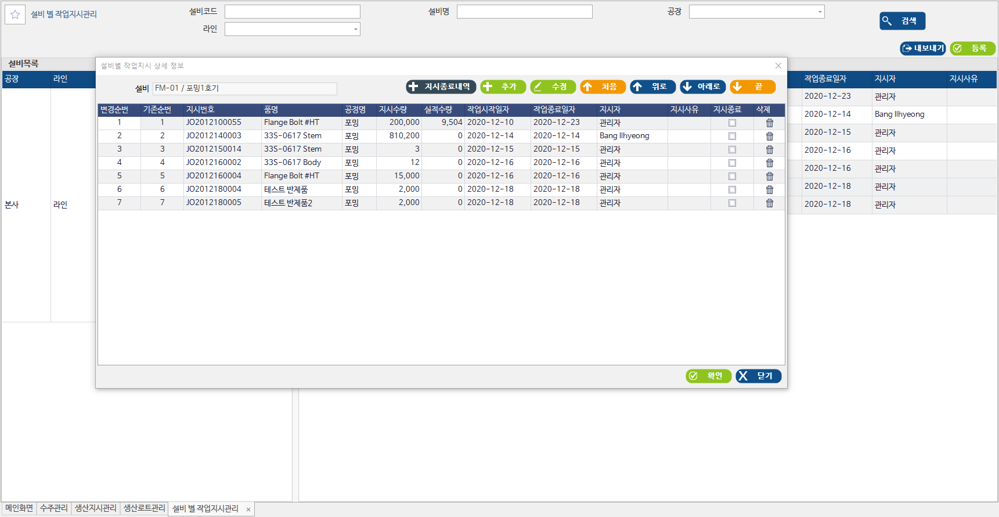 설비 별 작업지시관리
설비코드 설비명 공장
라인
검색
내보내기 등록
설비목록
공장 라인
본사 라인
설비별 작업지시 상세 정보
설비 FM-01 / 포밍1호기
지시종료내역 추가 수정 처음 위로 아래로 끝
변경순번 기존순번 지시번호 품명 공정명 지시수량 실적수량 작업시작일자 작업종료일자 지시자 지시사유 지시종료 삭제
1 1 JO2012100055 Flange Bolt #HT 포밍 200,000 9,504 2020-12-10 2020-12-23 관리자
2 2 JO2012140003 33S-0617 Stem 포밍 810,200 0 2020-12-14 2020-12-14 Bang Ilhyeong
3 3 JO2012150014 33S-0617 Stem 포밍 3 0 2020-12-15 2020-12-15 관리자
4 4 JO2012160002 33S-0617 Body 포밍 12 0 2020-12-16 2020-12-16 관리자
5 5 JO2012160004 Flange Bolt #HT 포밍 15,000 0 2020-12-16 2020-12-16 관리자
6 6 JO2012180004 테스트 반제품 포밍 2,000 0 2020-12-18 2020-12-18 관리자
7 7 JO2012180005 테스트 반제품2 포밍 2,000 0 2020-12-18 2020-12-18 관리자
확인 닫기
작업종료일자 지시자 지시사유
2020-12-23 관리자
2020-12-14 Bang Ilhyeong
2020-12-15 관리자
2020-12-16 관리자
2020-12-16 관리자
2020-12-18 관리자
2020-12-18 관리자
메인화면 수주관리 생산지시관리 생산로트관리 설비 별 작업지시관리